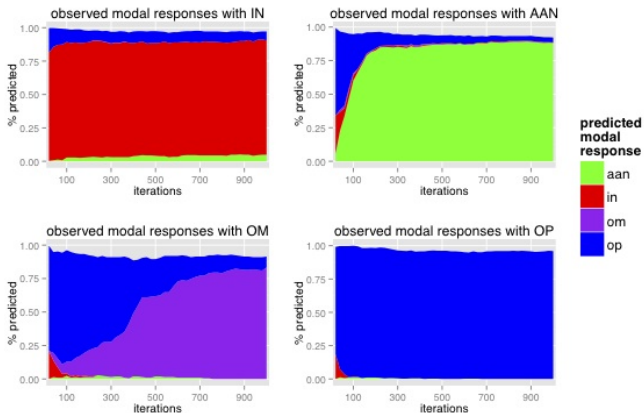 observed modal responses with IN
observed modal responses with AAN
1.00
0.75
0.50
0.25
0.00
% predicted
100 300 500 700 900
iterations
1.00
0.75
0.50
0.25
0.00
% predicted
100 300 500 700 900
iterations
observed modal responses with OM
observed modal responses with OP
1.00
0.75
0.50
0.25
0.00
% predicted
100 300 500 700 900
iterations
1.00
0.75
0.50
0.25
0.00
% predicted
100 300 500 700 900
iterations
predicted
modal
response
aan
in
om
op